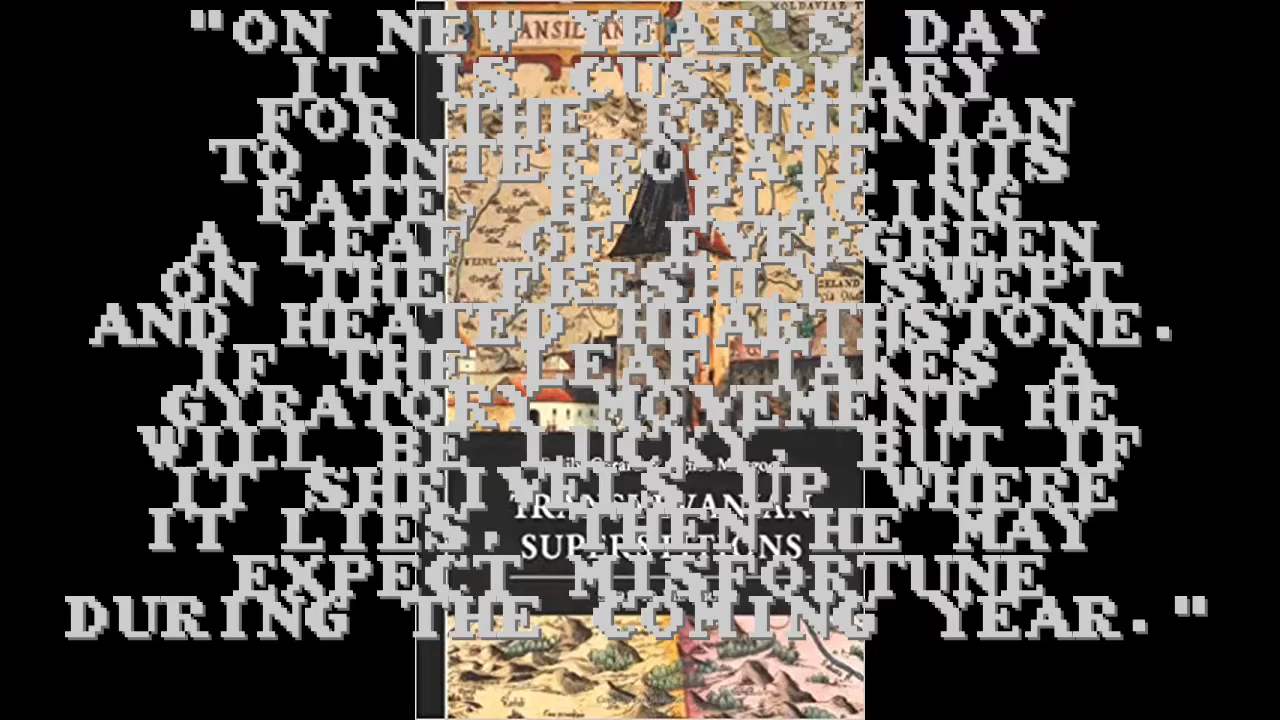 "ON NEW YEAR'S DAY
IT IS CUSTOMARY
FOR THE ROUMENIAN
TO INTERROGATE HIS
FATE, BY PLACING
A LEAF OF EVERGREEN
ON THE FRESHLY SWEPT
AND HEATED HEARTHSTONE.
IF THE LEAF TAKES A
GYRATORY MOVEMENT HE
WILL BE LUCKY, BUT IF
IT SHRIVELS UP WHERE
IT LIES, THEN HE MAY
EXPECT MISFORTUNE
DURING THE COMING YEAR."
TRANSYLVANIAN
SUPERSTITIONS